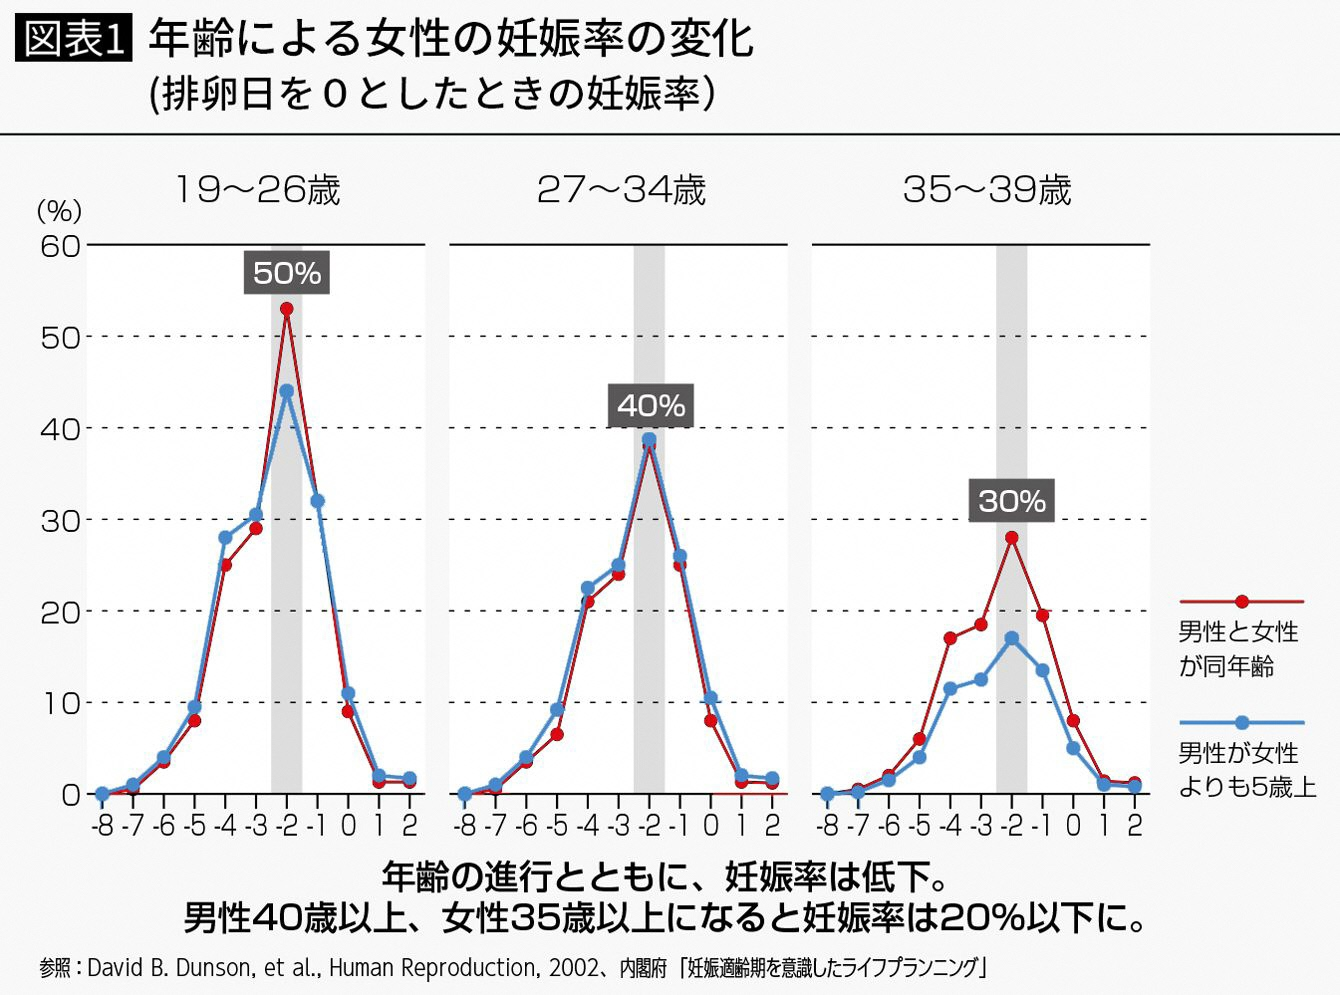 図表1 年齢による女性の妊娠率の変化
(排卵日を０としたときの妊娠率）
19〜26歳 27〜34歳 35〜39歳
(%)
60
50
40
30
20
10
0
50%
40%
30%
-8 -7 -6 -5 -4 -3 -2 -1 0 1 2
-8 -7 -6 -5 -4 -3 -2 -1 0 1 2
-8 -7 -6 -5 -4 -3 -2 -1 0 1 2
男性と女性
が同年齢
男性が女性
よりも5歳上
年齢の進行とともに、妊娠率は低下。
男性40歳以上、女性35歳以上になると妊娠率は20%以下に。
参照：David B. Dunson, et al., Human Reproduction, 2002、内閣府「妊娠適齢期を意識したライフプランニング」